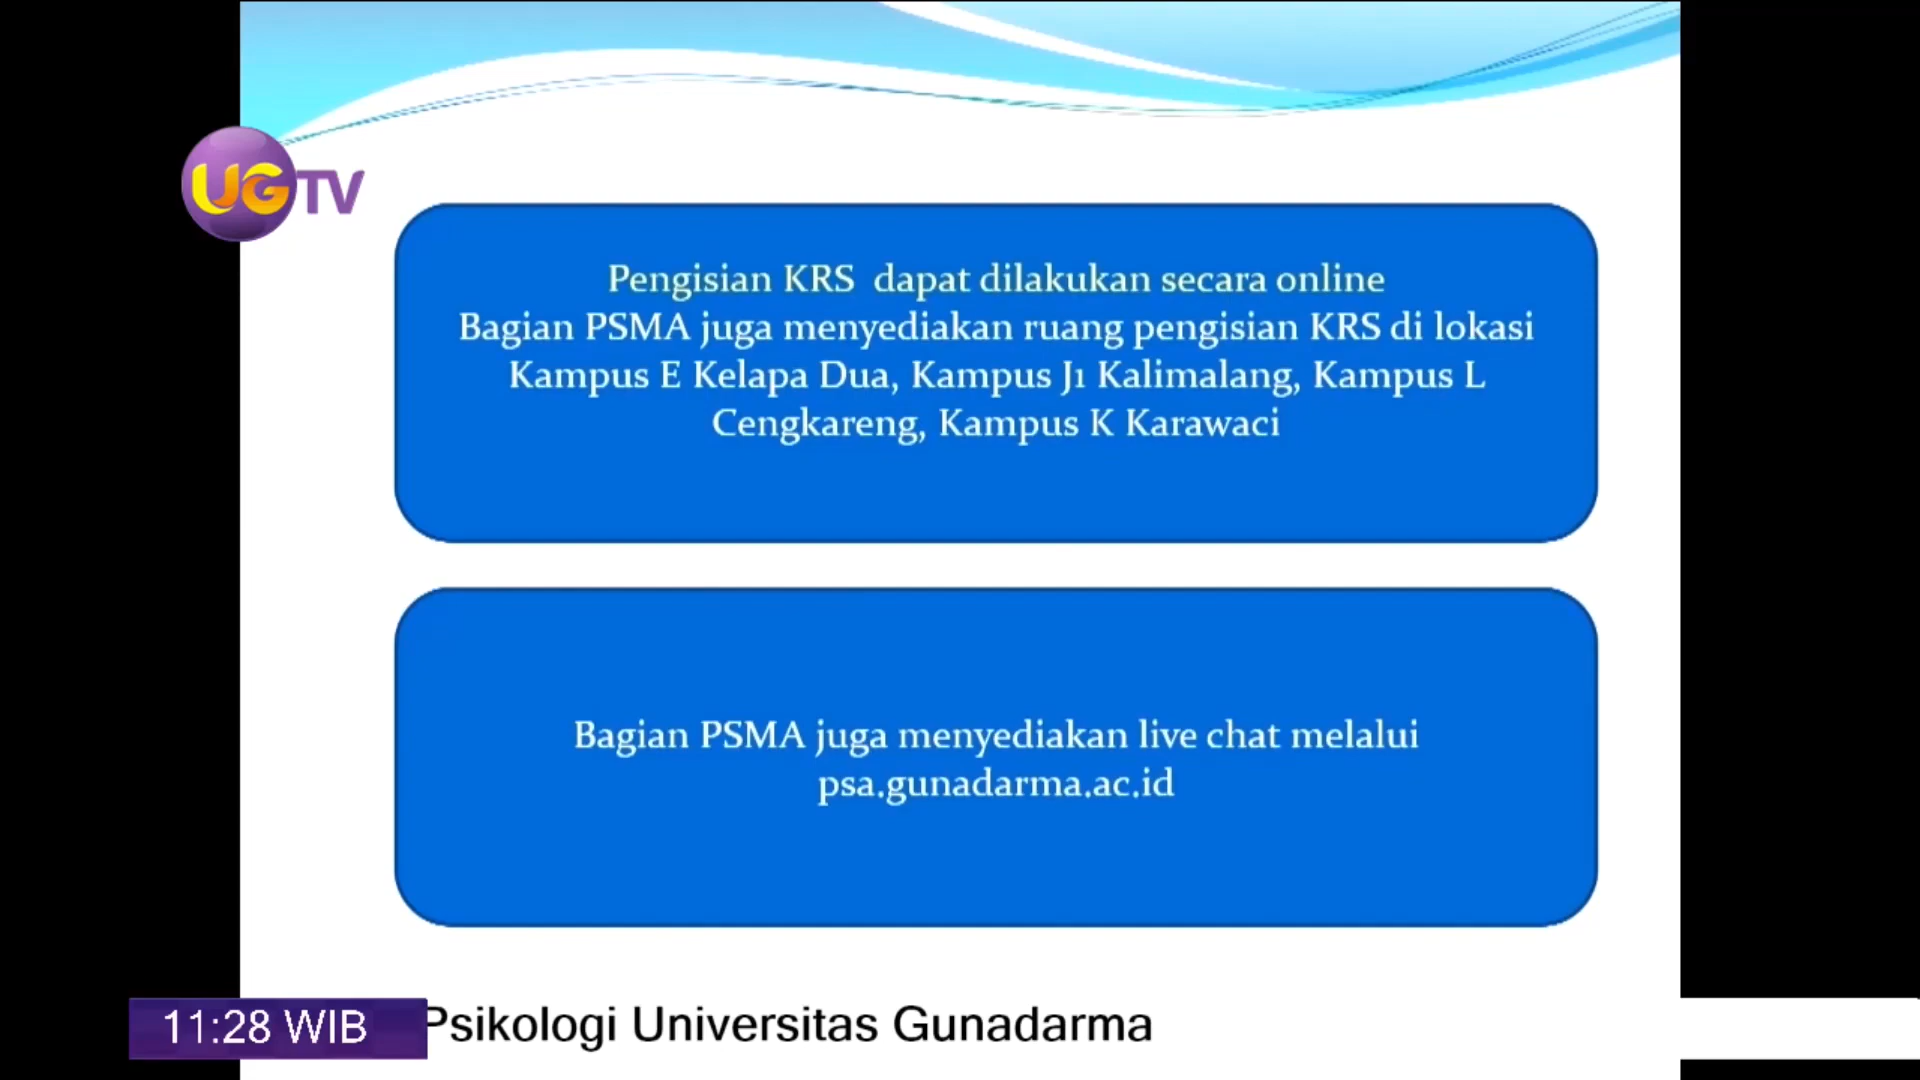 UGTV
Pengisian KRS dapat dilakukan secara online
Bagian PSMA juga menyediakan ruang pengisian KRS di lokasi
Kampus E Kelapa Dua, Kampus J1 Kalimalang, Kampus L
Cengkareng, Kampus K Karawaci
Bagian PSMA juga menyediakan live chat melalui
psa.gunadarma.ac.id
11:28 WIB
Psikologi Universitas Gunadarma